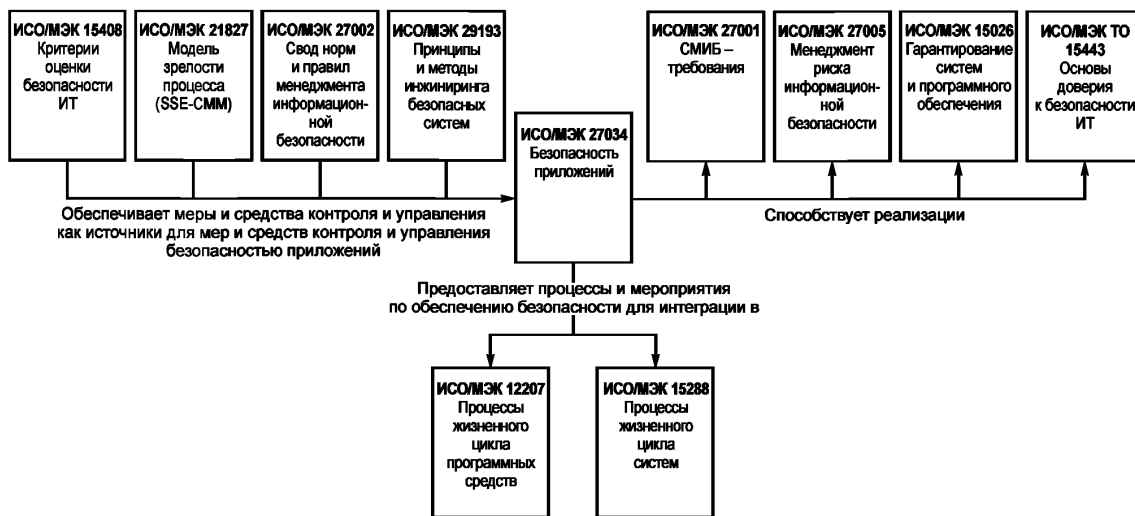 ИСО/МЭК 15408
Критерии
оценки
безопасности
ИТ
ИСО/МЭК 21827
Модель
зрелости
процесса
(SSE-CMM)
ИСО/МЭК 27002
Свод норм
и правил
менеджмента
информацион-
ной
безопасности
ИСО/МЭК 29193
Принципы
и методы
инжиниринга
безопасных
систем
ИСО/МЭК 27034
Безопасность
приложений
ИСО/МЭК 27001
СМИБ –
требования
ИСО/МЭК 27005
Менеджмент
риска
информацион-
ной
безопасности
ИСО/МЭК 15026
Гарантирование
систем
и программного
обеспечения
ИСО/МЭК ТО
15443
Основы
доверия
к безопасности
ИТ
Обеспечивает меры и средства контроля и управления
как источники для мер и средств контроля и управления
безопасностью приложений
Способствует реализации
Предоставляет процессы и мероприятия
по обеспечению безопасности для интеграции в
ИСО/МЭК 12207
Процессы
жизненного
цикла
программных
средств
ИСО/МЭК 15288
Процессы
жизненного
цикла
систем